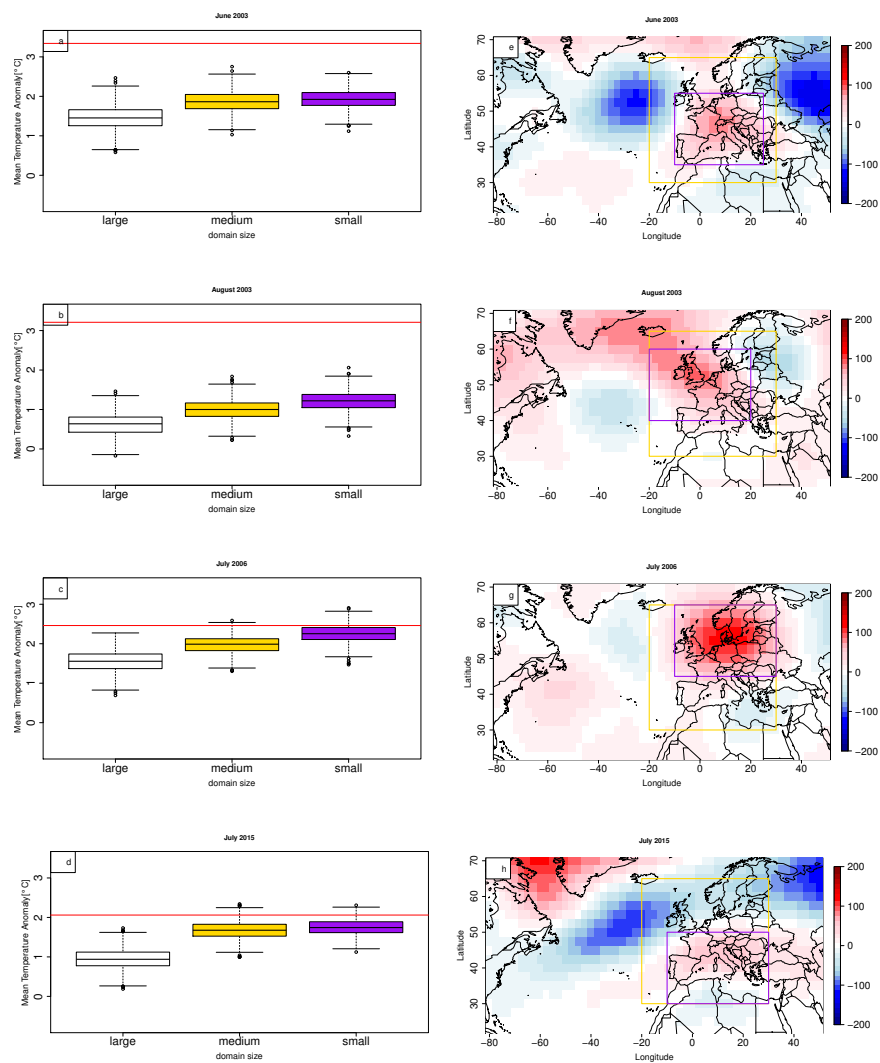 June 2003
a
Mean Temperature Anomaly[°C]
3
2
1
0
large
medium
small
domain size
June 2003
e
Latitude
70
60
50
40
30
−80
−60
−40
−20
0
20
40
Longitude
200
100
0
−100
−200
August 2003
b
Mean Temperature Anomaly[°C]
3
2
1
0
large
medium
small
domain size
August 2003
f
Latitude
70
60
50
40
30
−80
−60
−40
−20
0
20
40
Longitude
200
100
0
−100
−200
July 2006
c
Mean Temperature Anomaly[°C]
3
2
1
0
large
medium
small
domain size
July 2006
g
Latitude
70
60
50
40
30
−80
−60
−40
−20
0
20
40
Longitude
200
100
0
−100
−200
July 2015
d
Mean Temperature Anomaly[°C]
3
2
1
0
large
medium
small
domain size
July 2015
h
Latitude
70
60
50
40
30
−80
−60
−40
−20
0
20
40
Longitude
200
100
0
−100
−200